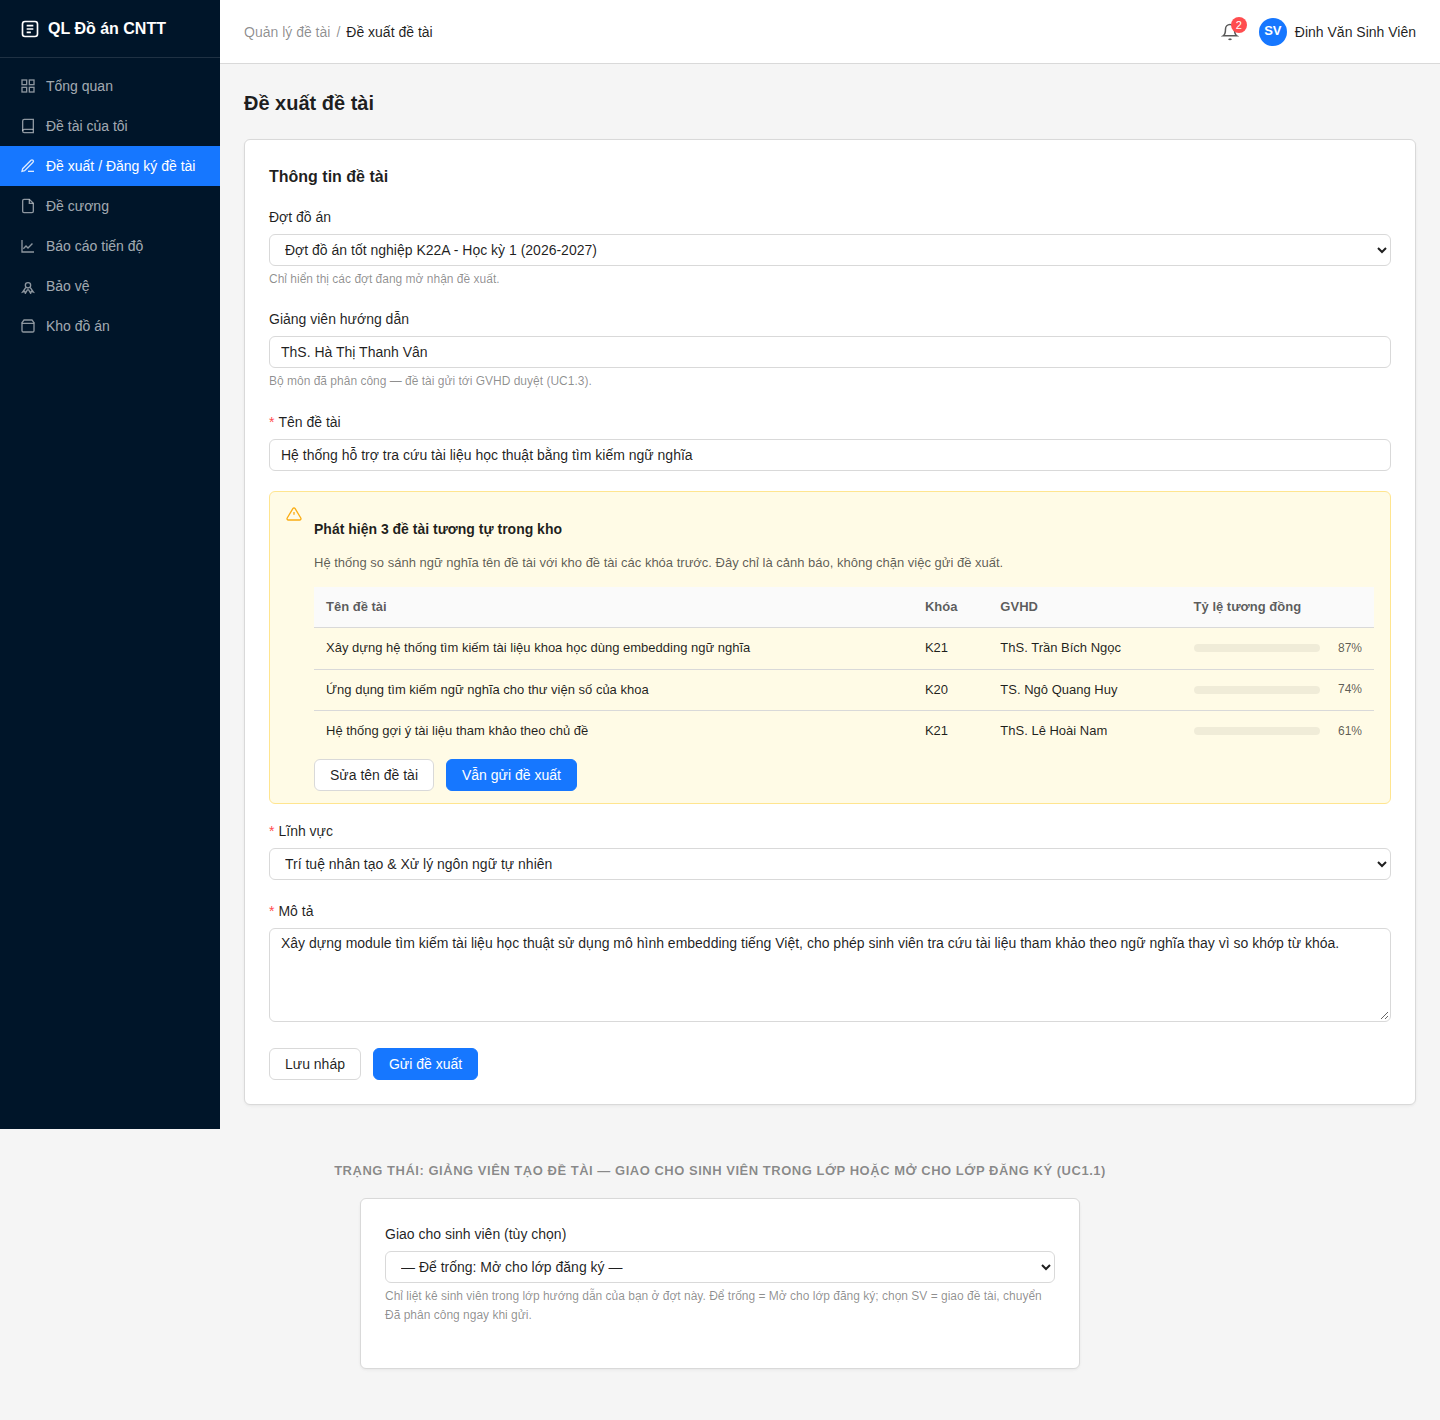 QL Đồ án CNTT
Tổng quan
Đề tài của tôi
Đề xuất / Đăng ký đề tài
Đề cương
Báo cáo tiến độ
Bảo vệ
Kho đồ án
Quản lý đề tài / Đề xuất đề tài
2
SV
Đinh Văn Sinh Viên
Đề xuất đề tài
Thông tin đề tài
Đợt đồ án
Đợt đồ án tốt nghiệp K22A - Học kỳ 1 (2026-2027)
Chỉ hiển thị các đợt đang mở nhận đề xuất.
Giảng viên hướng dẫn
ThS. Hà Thị Thanh Vân
Bộ môn đã phân công — đề tài gửi tới GVHD duyệt (UC1.3).
* Tên đề tài
Hệ thống hỗ trợ tra cứu tài liệu học thuật bằng tìm kiếm ngữ nghĩa
Phát hiện 3 đề tài tương tự trong kho
Hệ thống so sánh ngữ nghĩa tên đề tài với kho đề tài các khóa trước. Đây chỉ là cảnh báo, không chặn việc gửi đề xuất.
Tên đề tài Khóa GVHD Tỷ lệ tương đồng
Xây dựng hệ thống tìm kiếm tài liệu khoa học dùng embedding ngữ nghĩa K21 ThS. Trần Bích Ngọc 87%
Ứng dụng tìm kiếm ngữ nghĩa cho thư viện số của khoa K20 TS. Ngô Quang Huy 74%
Hệ thống gợi ý tài liệu tham khảo theo chủ đề K21 ThS. Lê Hoài Nam 61%
Sửa tên đề tài
Vẫn gửi đề xuất
* Lĩnh vực
Trí tuệ nhân tạo & Xử lý ngôn ngữ tự nhiên
* Mô tả
Xây dựng module tìm kiếm tài liệu học thuật sử dụng mô hình embedding tiếng Việt, cho phép sinh viên tra cứu tài liệu tham khảo theo ngữ nghĩa thay vì so khớp từ khóa.
Lưu nháp
Gửi đề xuất
TRẠNG THÁI: GIẢNG VIÊN TẠO ĐỀ TÀI — GIAO CHO SINH VIÊN TRONG LỚP HOẶC MỞ CHO LỚP ĐĂNG KÝ (UC1.1)
Giao cho sinh viên (tùy chọn)
— Để trống: Mở cho lớp đăng ký —
Chỉ liệt kê sinh viên trong lớp hướng dẫn của bạn ở đợt này. Để trống = Mở cho lớp đăng ký; chọn SV = giao đề tài, chuyển
Đã phân công ngay khi gửi.